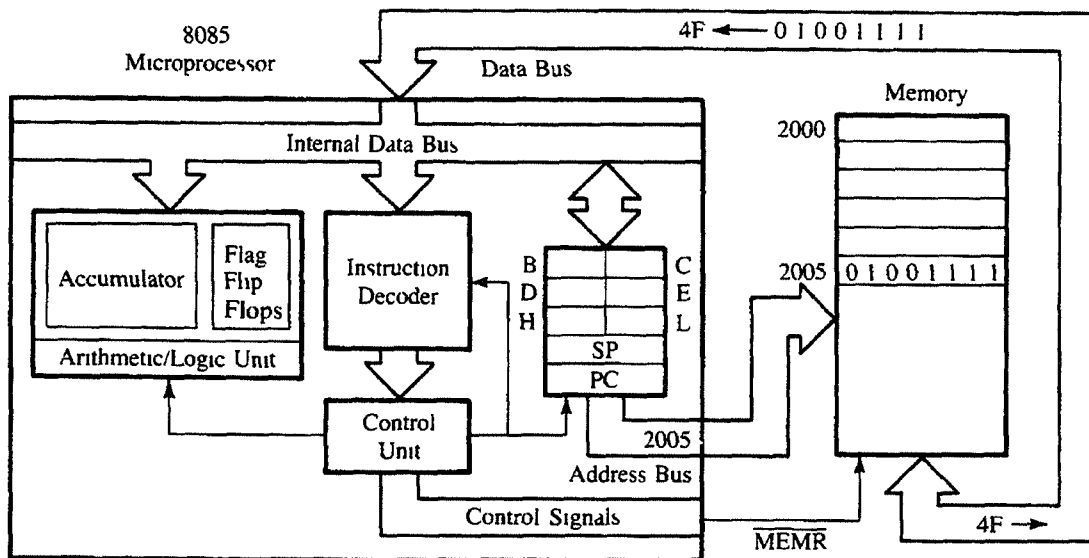 8085
Microprocessor
4F 0 1 0 0 1 1 1 1
Data Bus
Memory
2000
Internal Data Bus
Accumulator
Flag
Flip
Flops
Arithmetic/Logic Unit
Instruction
Decoder
B C
D E
H L
SP
PC
2005 0 1 0 0 1 1 1 1
Control
Unit
2005
Address Bus
Control Signals
MEMR
4F